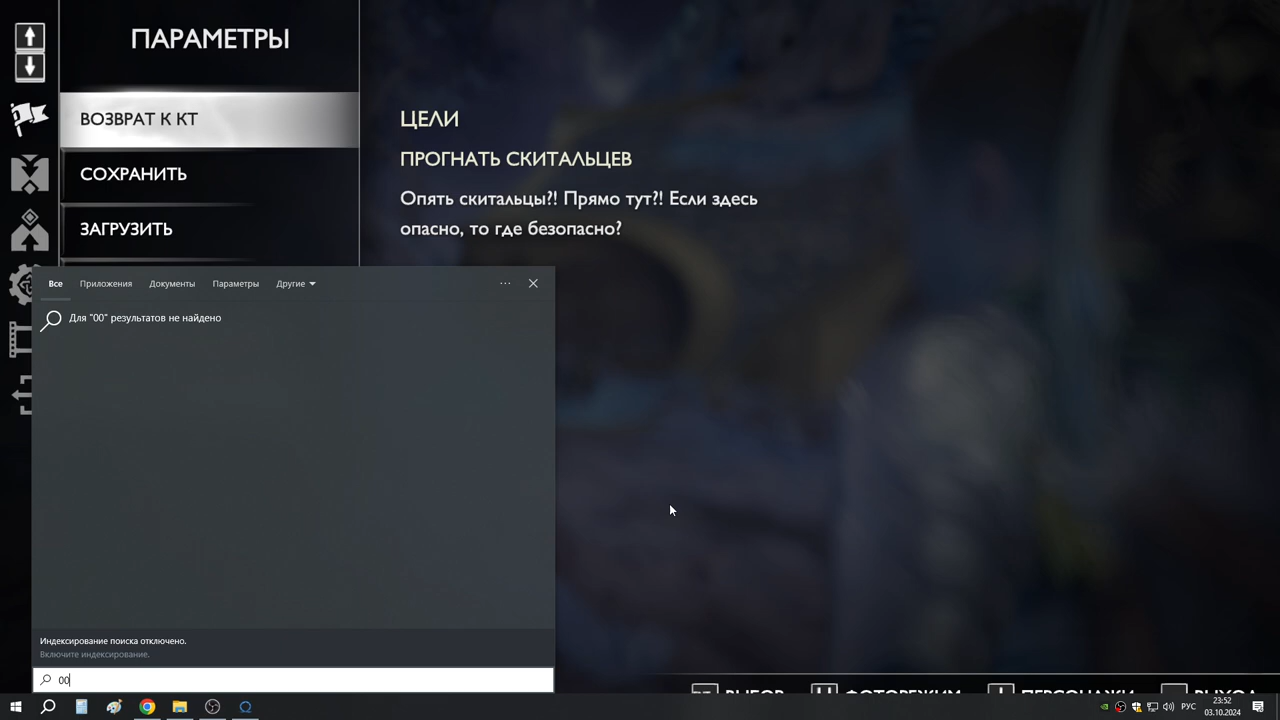 ПАРАМЕТРЫ
ВОЗВРАТ К КТ
СОХРАНИТЬ
ЗАГРУЗИТЬ
ЦЕЛИ
ПРОГНАТЬ СКИТАЛЬЦЕВ
Опять скитальцы?! Прямо тут?! Если здесь
опасно, то где безопасно?
Все Приложения Документы Параметры Другие
Для "00" результатов не найдено
Индексирование поиска отключено.
Включите индексирование.
00
ВЫБОР ФОТОРЕЖИМ ПЕРСОНАЖИ ВЫХОД
РУС
23:52
03.10.2024